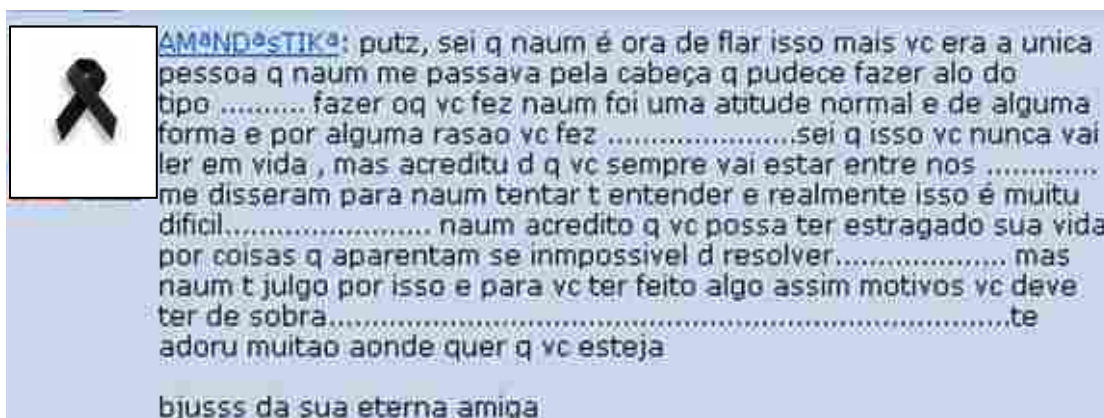 AMªNDªsTIKª: putz, sei q naum é ora de flar isso mais vc era a unica
pessoa q naum me passava pela cabeça q pudece fazer alo do
tipo .......... fazer oq vc fez naum foi uma atitude normal e de alguma
forma e por alguma rasao vc fez ......................sei q isso vc nunca vai
ler em vida , mas acreditu d q vc sempre vai estar entre nos .............
me disseram para naum tentar t entender e realmente isso é muitu
dificil........................ naum acredito q vc possa ter estragado sua vida
por coisas q aparentam se inmpossivel d resolver.................... mas
naum t julgo por isso e para vc ter feito algo assim motivos vc deve
ter de sobra................................................................................te
adoru muitao aonde quer q vc esteja
bjusss da sua eterna amiga